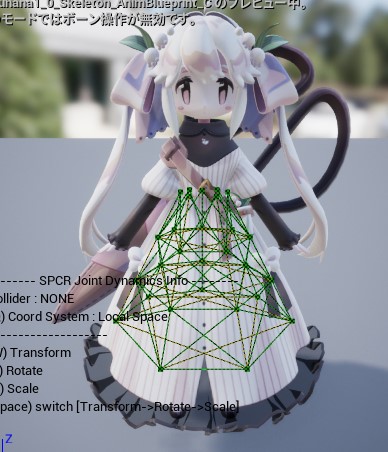 uhana1_0_Skeleton_AnimBlueprint_C のプレビュー中。
モードではボーン操作が無効です。
------- SPCR Joint Dynamics Info --------
ollider : NONE
) Coord System : Local Space
---------------------
) Transform
) Rotate
) Scale
pace) switch [Transform->Rotate->Scale]
Z